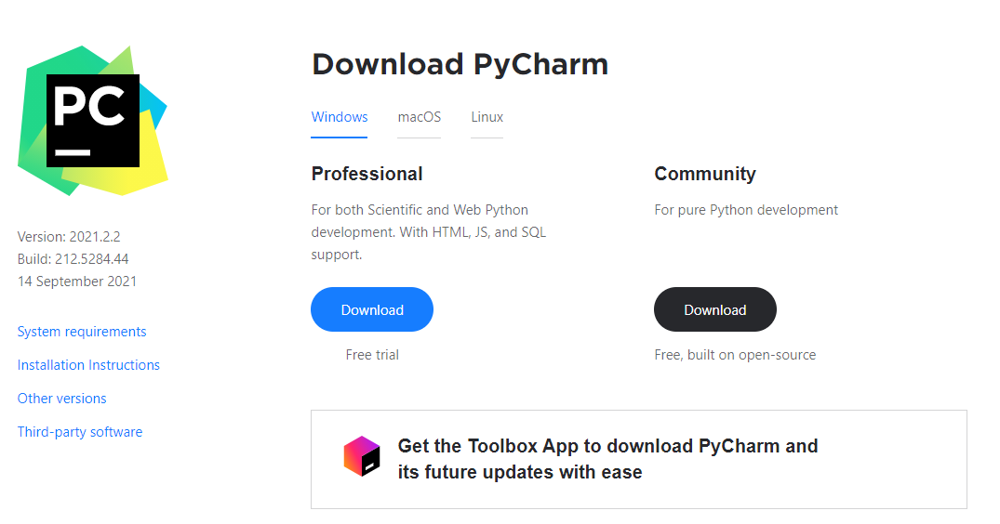 PC
Version: 2021.2.2
Build: 212.5284.44
14 September 2021
System requirements
Installation Instructions
Other versions
Third-party software
Download PyCharm
Windows
macOS
Linux
Professional
For both Scientific and Web Python
development. With HTML, JS, and SQL
support.
Download
Free trial
Community
For pure Python development
Download
Free, built on open-source
Get the Toolbox App to download PyCharm and
its future updates with ease